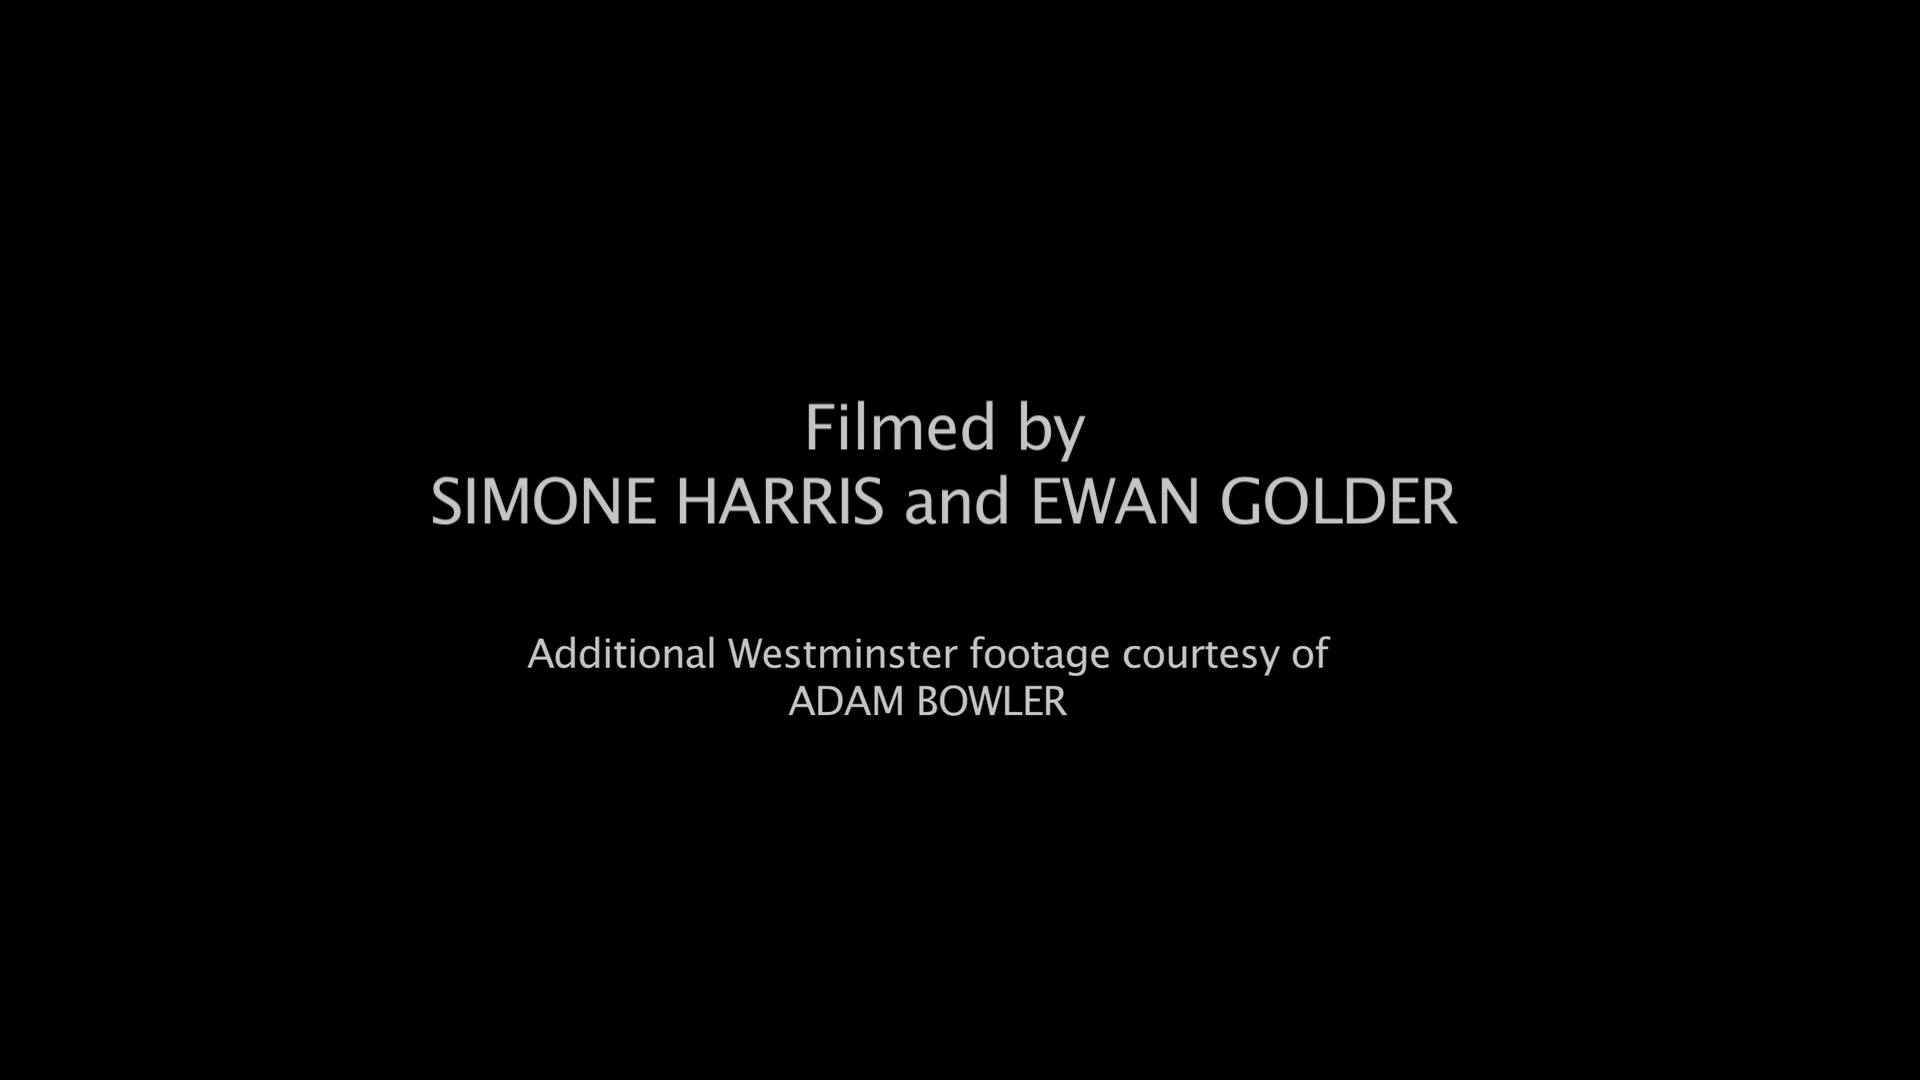 Filmed by
SIMONE HARRIS and EWAN GOLDER
Additional Westminster footage courtesy of
ADAM BOWLER